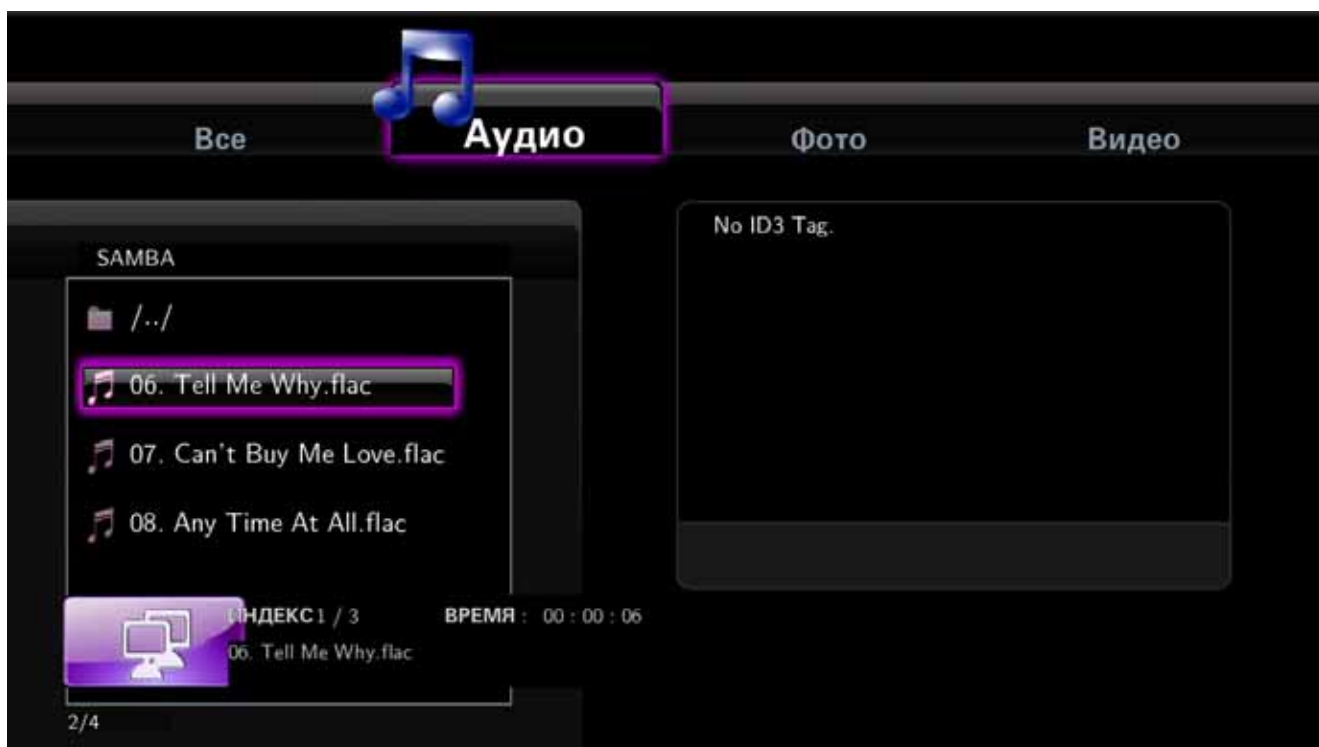 Все Аудио Фото Видео
No ID3 Tag.
SAMBA
/../
06. Tell Me Why.flac
07. Can't Buy Me Love.flac
08. Any Time At All.flac
ИНДЕКС 1 / 3 ВРЕМЯ : 00 : 00 : 06
06. Tell Me Why.flac
2/4